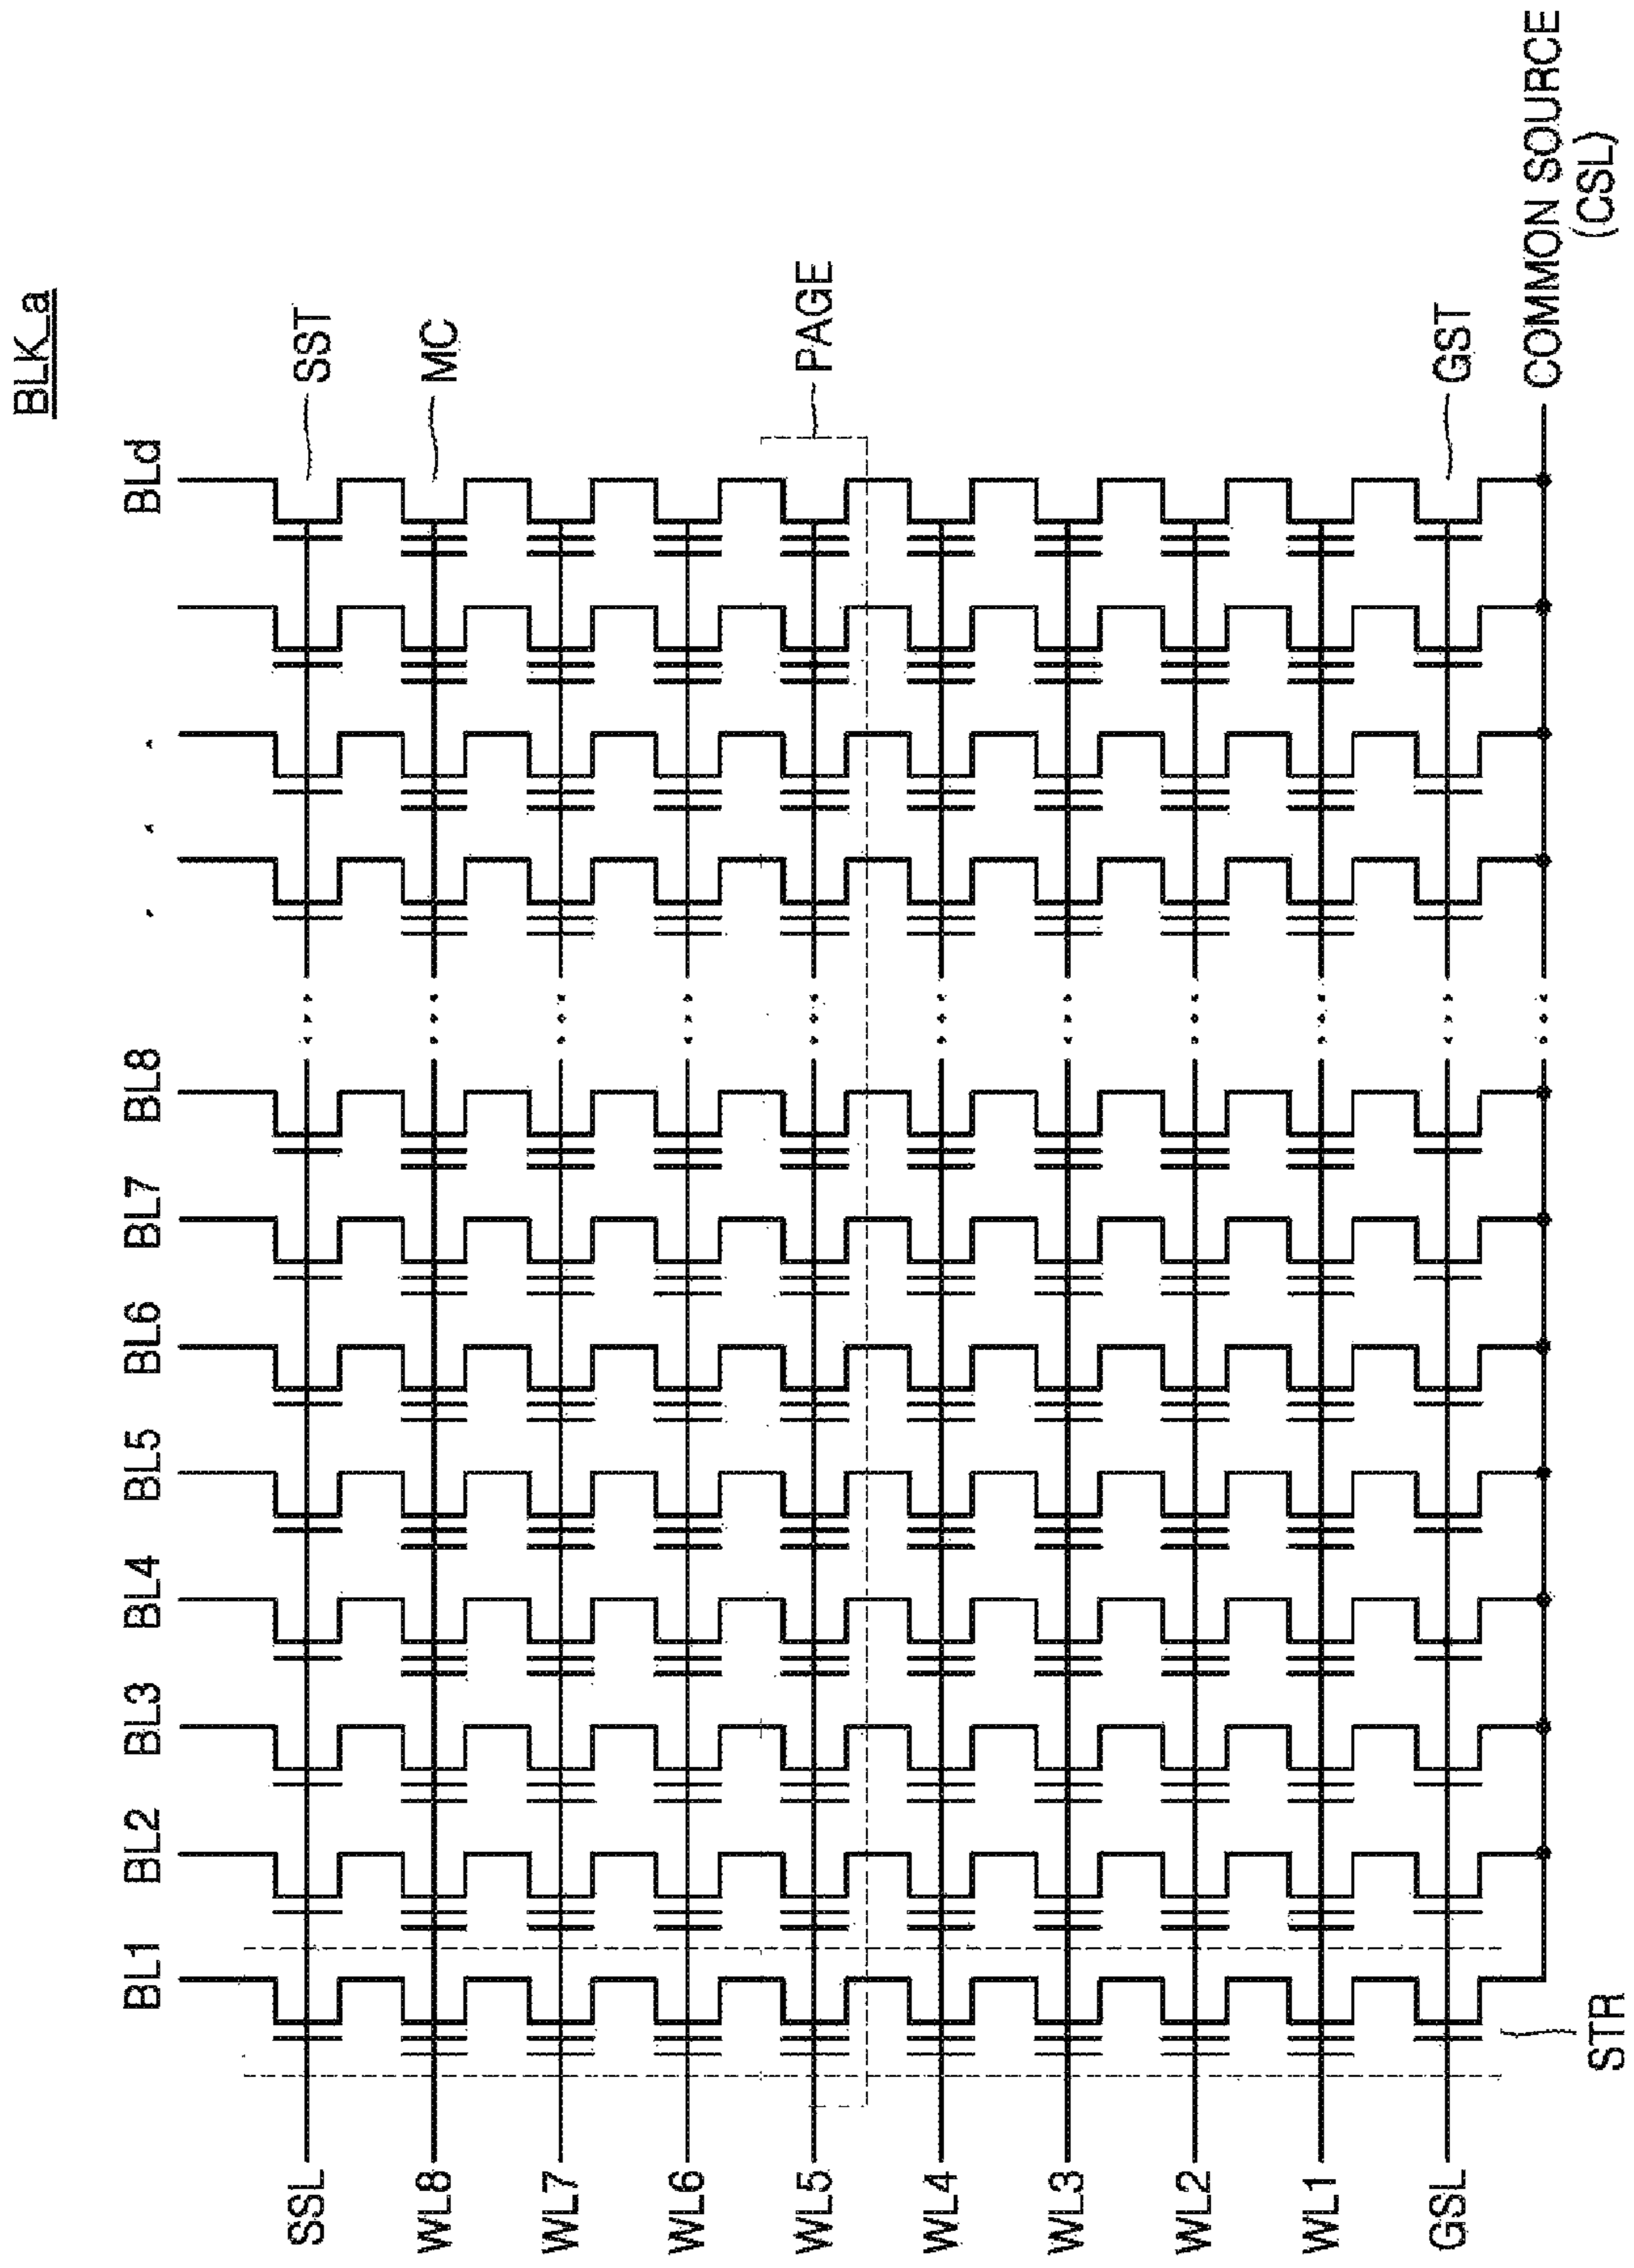 BLK_a
BL1 BL2 BL3 BL4 BL5 BL6 BL7 BL8 BLd
SSL
SST
WL8
MC
WL7
WL6
WL5
PAGE
WL4
WL3
WL2
WL1
GSL
GST
COMMON SOURCE
(CSL)
STR